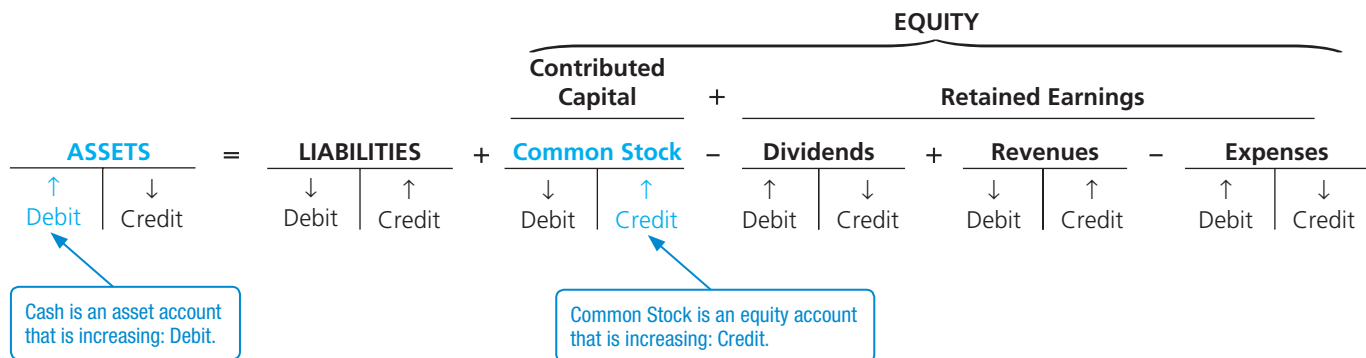 EQUITY
Contributed
Capital + Retained Earnings
ASSETS = LIABILITIES + Common Stock – Dividends + Revenues – Expenses
↑ ↓ ↓ ↑ ↓ ↑ ↑ ↓ ↓ ↑ ↑ ↓
Debit Credit Debit Credit Debit Credit Debit Credit Debit Credit Debit Credit
Cash is an asset account
that is increasing: Debit.
Common Stock is an equity account
that is increasing: Credit.